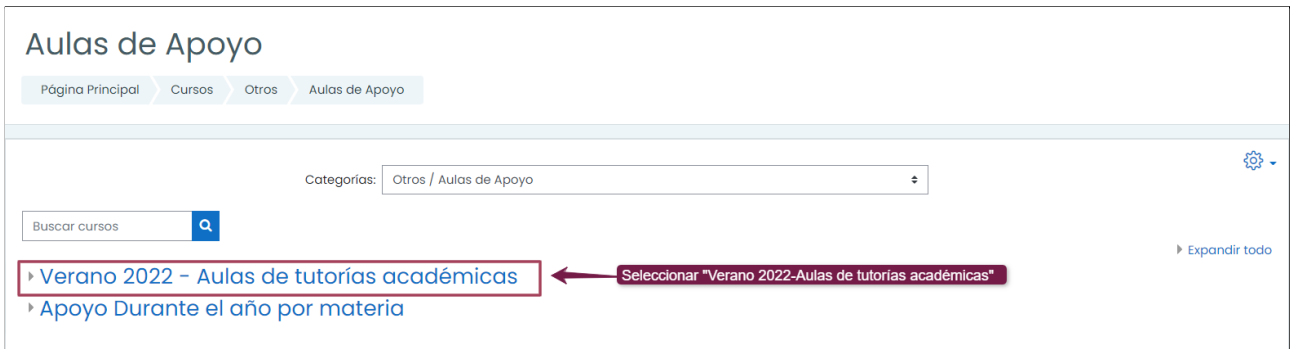 Aulas de Apoyo
Página Principal Cursos Otros Aulas de Apoyo
Categorías: Otros / Aulas de Apoyo
Buscar cursos
Expandir todo
Verano 2022 - Aulas de tutorías académicas
Seleccionar "Verano 2022-Aulas de tutorías académicas"
Apoyo Durante el año por materia